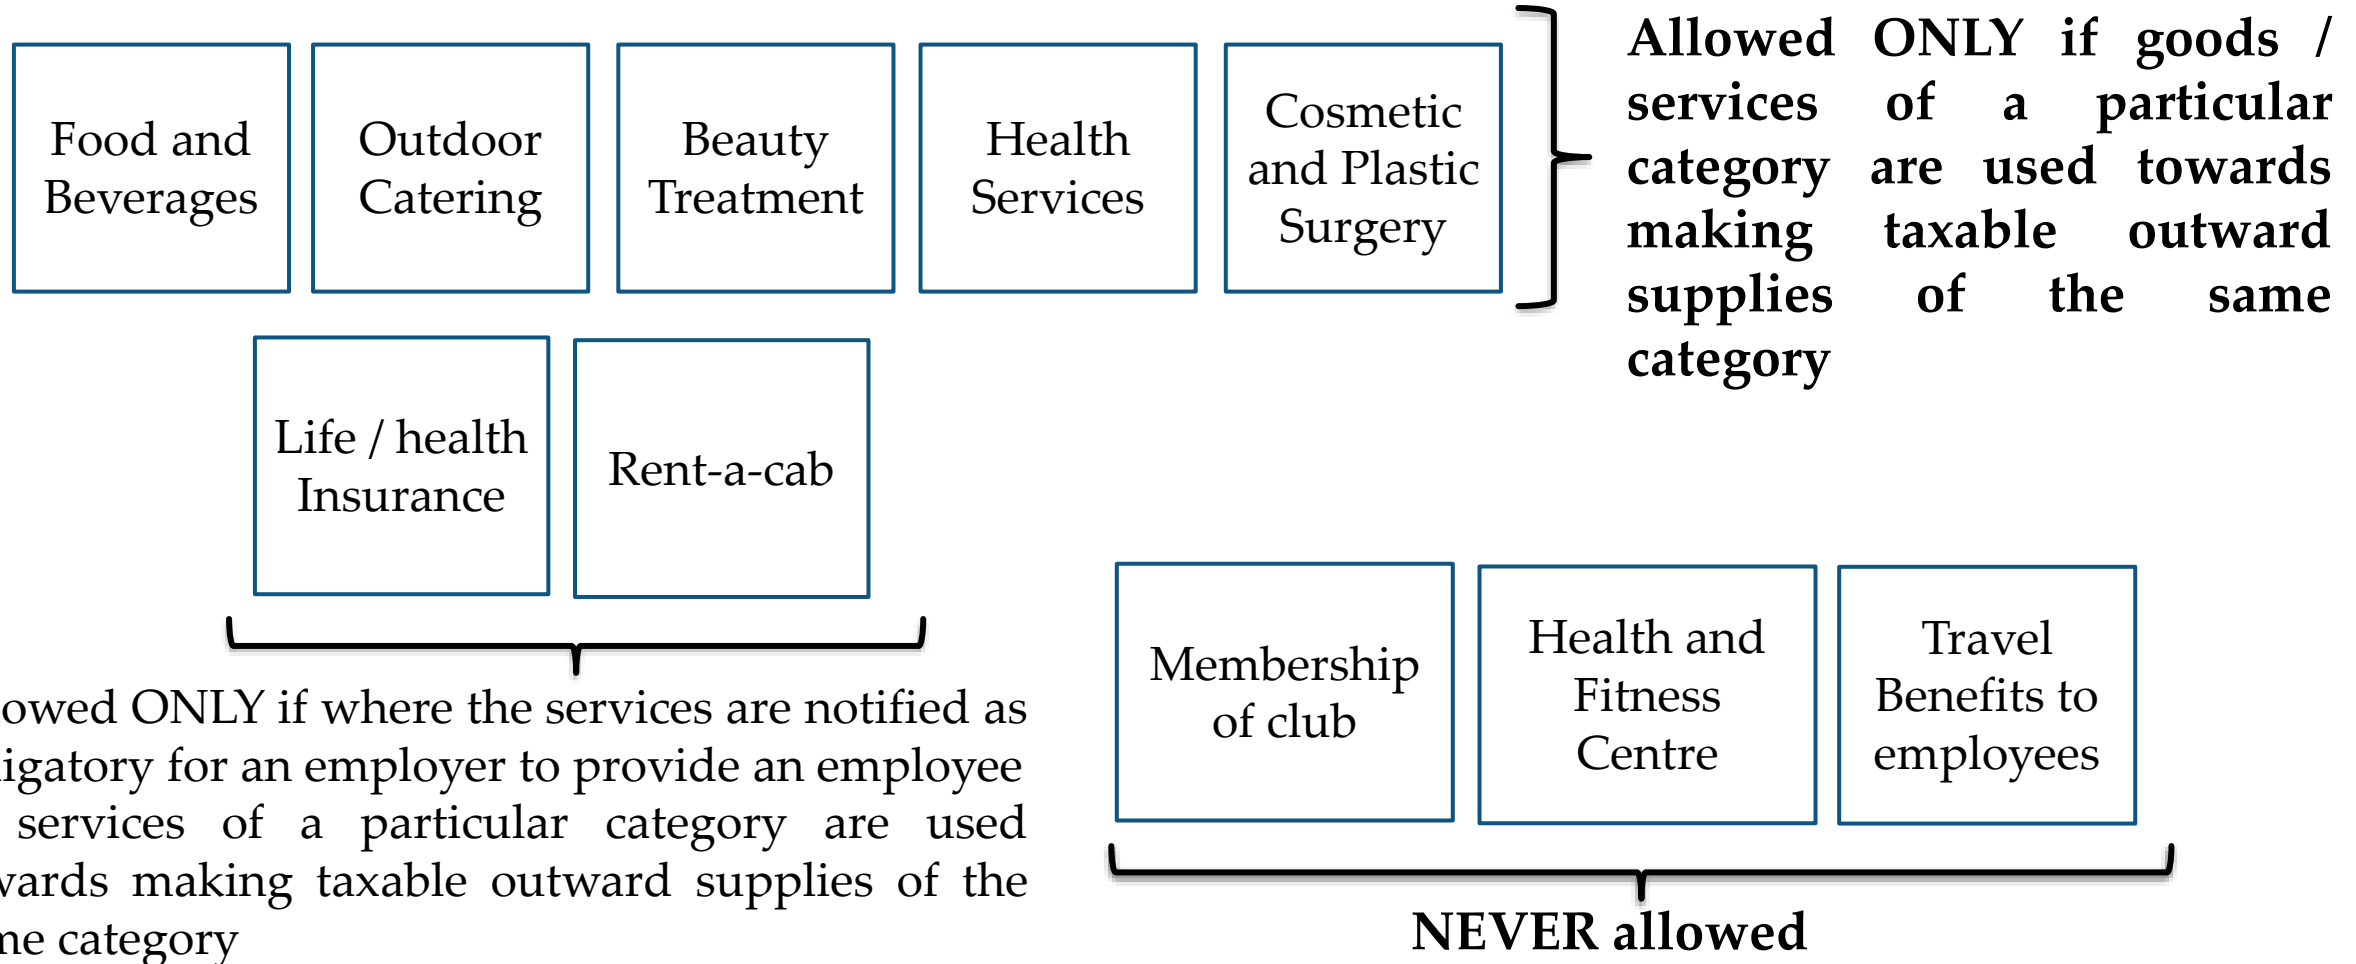 Food and
Beverages
Outdoor
Catering
Beauty
Treatment
Health
Services
Cosmetic
and Plastic
Surgery
Allowed ONLY if goods /
services of a particular
category are used towards
making taxable outward
supplies of the same
category
Life / health
Insurance
Rent-a-cab
owed ONLY if where the services are notified as
igatory for an employer to provide an employee
services of a particular category are used
wards making taxable outward supplies of the
me category
Membership
of club
Health and
Fitness
Centre
Travel
Benefits to
employees
NEVER allowed